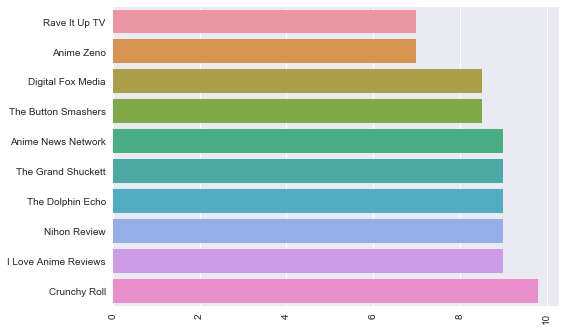 Rave It Up TV
Anime Zeno
Digital Fox Media
The Button Smashers
Anime News Network
The Grand Shuckett
The Dolphin Echo
Nihon Review
I Love Anime Reviews
Crunchy Roll
0 2 4 6 8 10